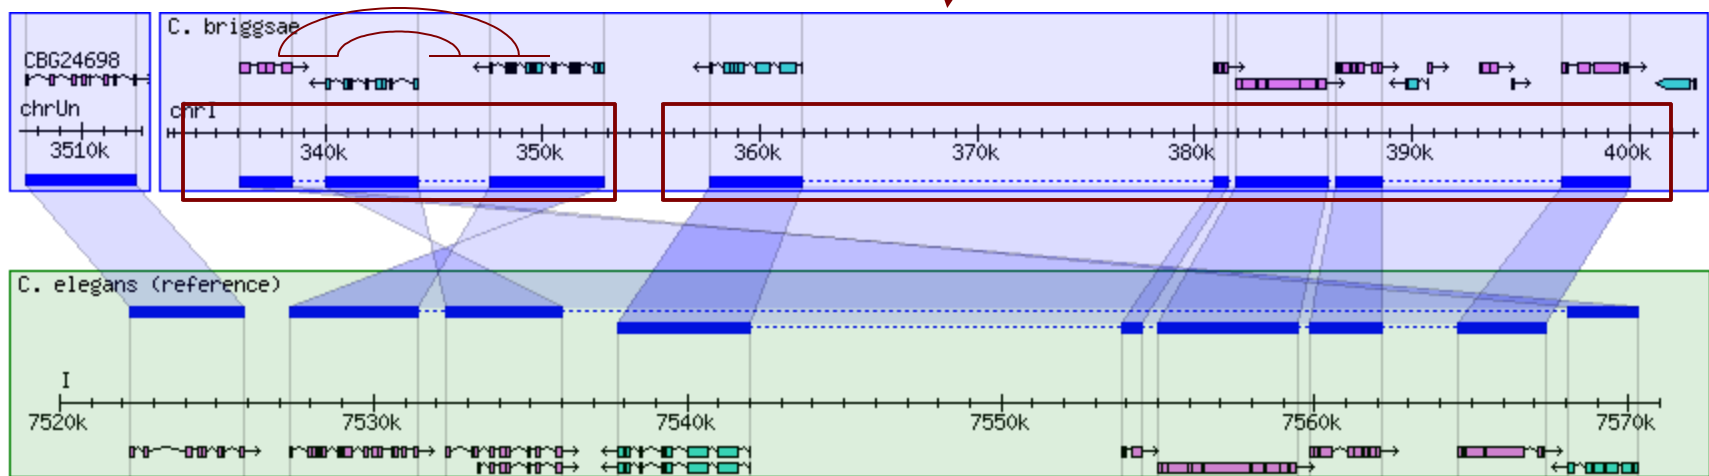 C. briggsae
CBG24698
chrUn
chrI
3510k
340k 350k 360k 370k 380k 390k 400k
C. elegans (reference)
I
7520k 7530k 7540k 7550k 7560k 7570k